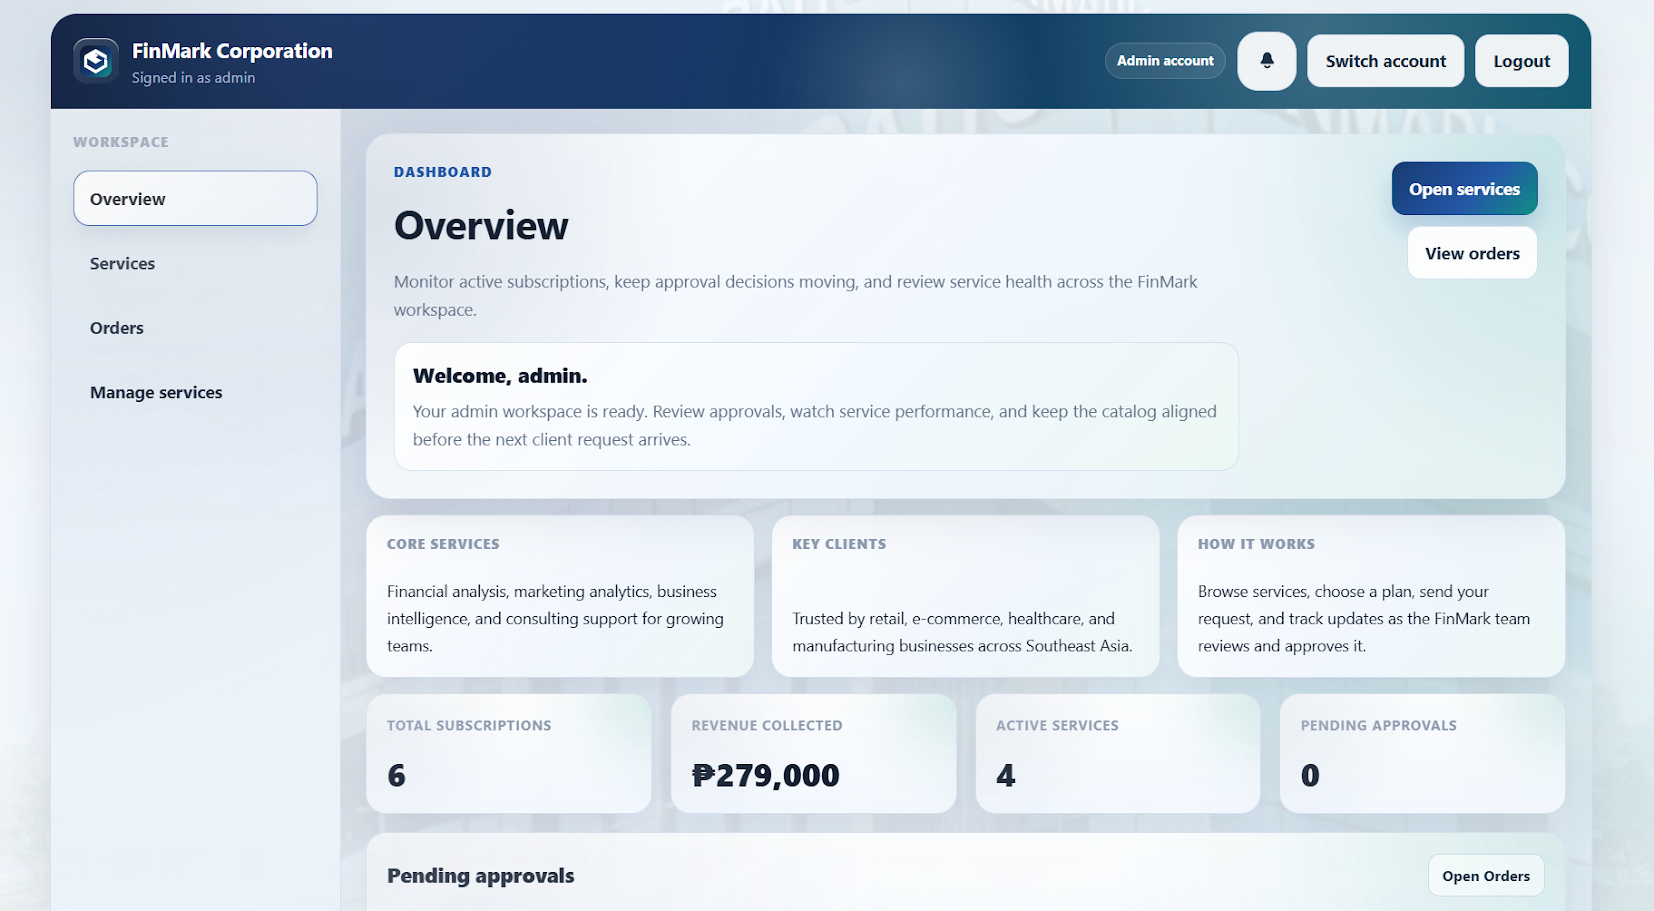 FinMark Corporation
Signed in as admin
Admin account
Switch account
Logout
WORKSPACE
Overview
Services
Orders
Manage services
DASHBOARD
Overview
Monitor active subscriptions, keep approval decisions moving, and review service health across the FinMark
workspace.
Open services
View orders
Welcome, admin.
Your admin workspace is ready. Review approvals, watch service performance, and keep the catalog aligned
before the next client request arrives.
CORE SERVICES
Financial analysis, marketing analytics, business
intelligence, and consulting support for growing
teams.
KEY CLIENTS
Trusted by retail, e-commerce, healthcare, and
manufacturing businesses across Southeast Asia.
HOW IT WORKS
Browse services, choose a plan, send your
request, and track updates as the FinMark team
reviews and approves it.
TOTAL SUBSCRIPTIONS
6
REVENUE COLLECTED
₱279,000
ACTIVE SERVICES
4
PENDING APPROVALS
0
Pending approvals
Open Orders